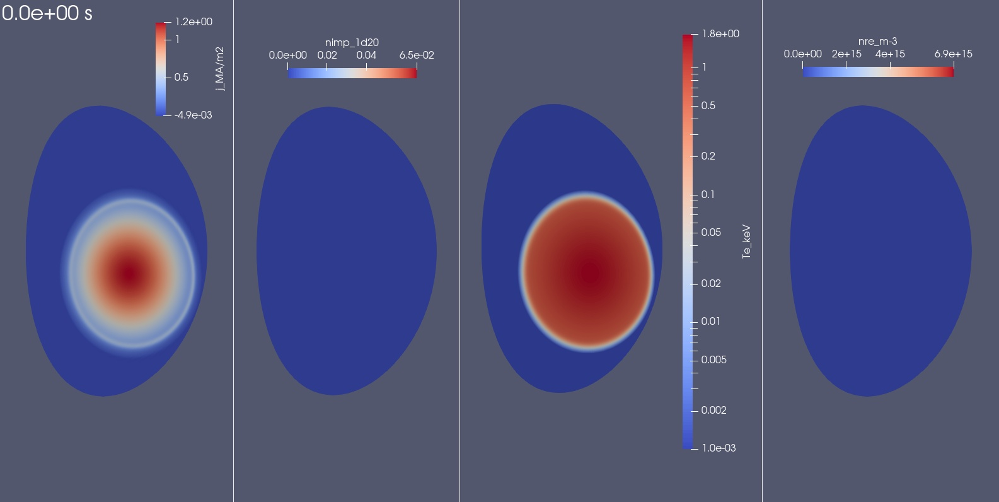 0.0e+00 s
1.2e+00
1
0.5
-4.9e-03
j_MA/m2
nimp_1d20
0.0e+00 0.02 0.04 6.5e-02
1.8e+00
1
0.5
0.2
0.1
0.05
0.02
0.01
0.005
0.002
1.0e-03
Te_keV
nre_m-3
0.0e+00 2e+15 4e+15 6.9e+15